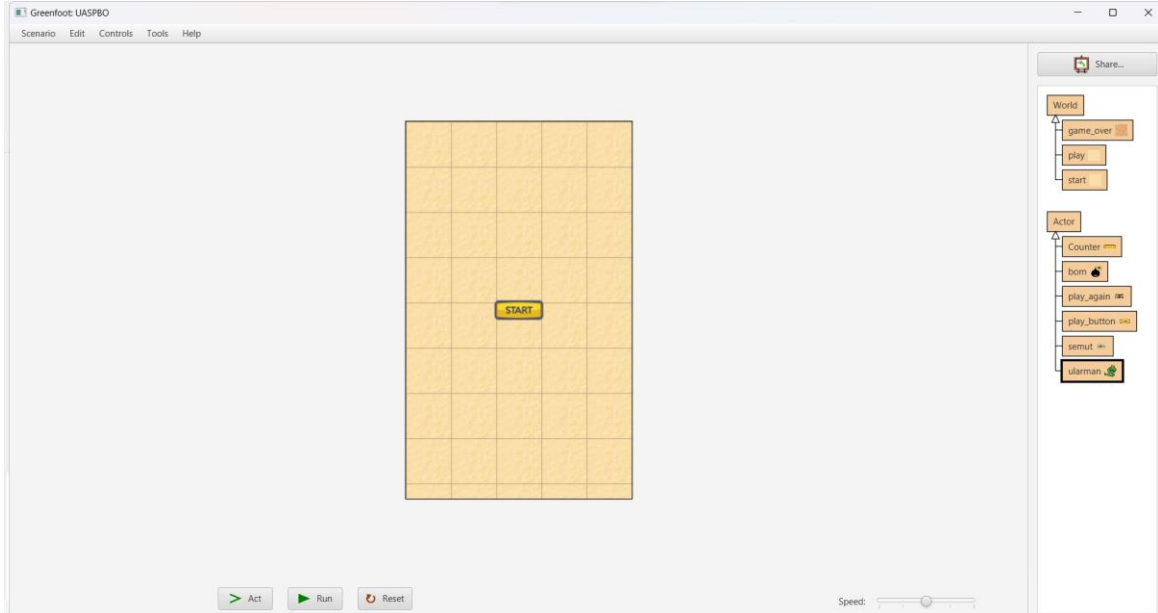 Greenfoot: UASPBO
Scenario Edit Controls Tools Help
Share...
World
game_over
play
start
Actor
Counter
bom
play_again
play_button
semut
ularman
START
Act Run Reset
Speed: